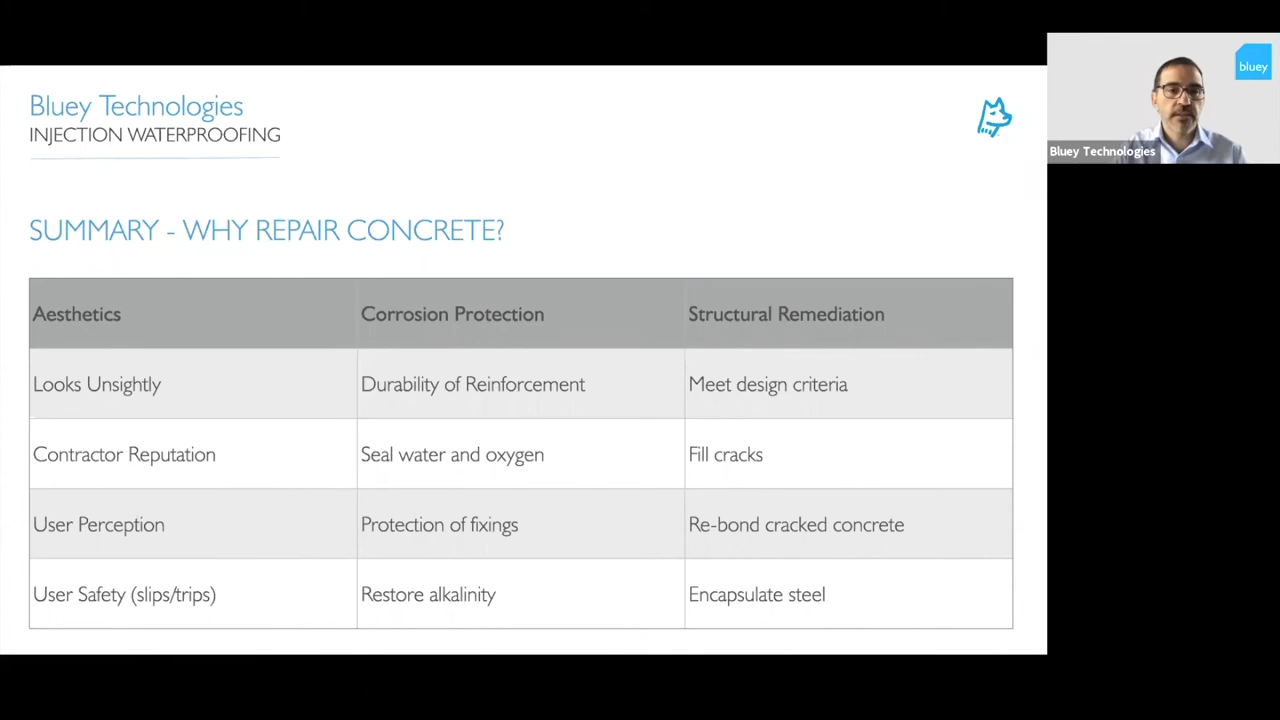 Bluey Technologies
INJECTION WATERPROOFING
SUMMARY - WHY REPAIR CONCRETE?
Aesthetics Corrosion Protection Structural Remediation
Looks Unsightly Durability of Reinforcement Meet design criteria
Contractor Reputation Seal water and oxygen Fill cracks
User Perception Protection of fixings Re-bond cracked concrete
User Safety (slips/trips) Restore alkalinity Encapsulate steel
bluey
Bluey Technologies